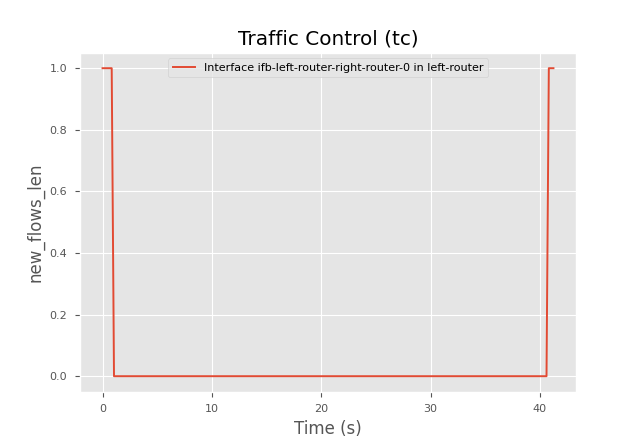 Traffic Control (tc)
Interface ifb-left-router-right-router-0 in left-router
new_flows_len
1.0
0.8
0.6
0.4
0.2
0.0
0 10 20 30 40
Time (s)